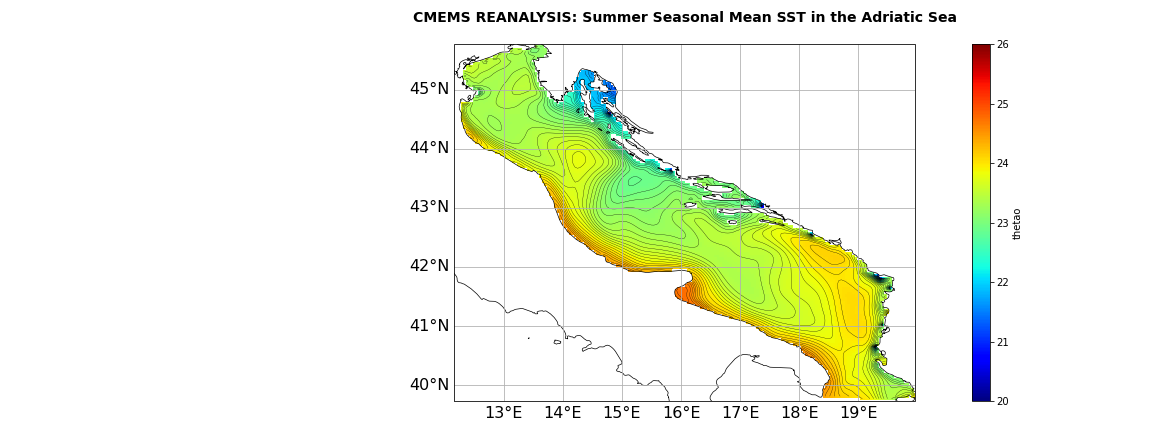 CMEMS REANALYSIS: Summer Seasonal Mean SST in the Adriatic Sea
45°N
44°N
43°N
42°N
41°N
40°N
13°E 14°E 15°E 16°E 17°E 18°E 19°E
26
25
24
23
22
21
20
thetao